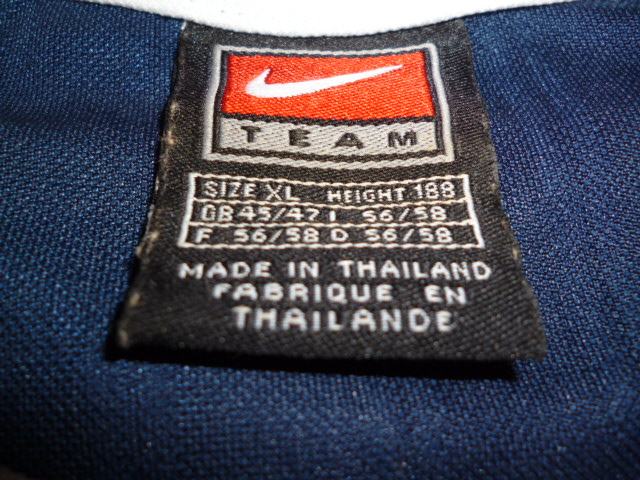 TEAM
SIZE XL HEIGHT 188
GB 45/47 I 56/58
F 56/58 D 56/58
MADE IN THAILAND
FABRIQUE EN
THAILANDE